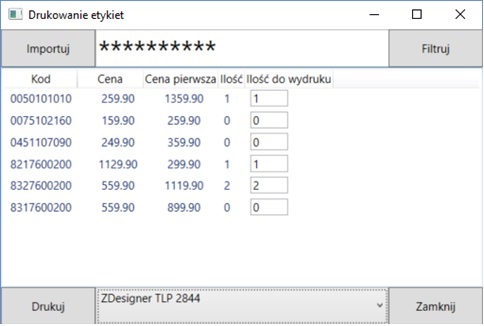 Drukowanie etykiet
Importuj ********** Filtruj
Kod Cena Cena pierwsza Ilość Ilość do wydruku
0050101010 259.90 1359.90 1 1
0075102160 159.90 259.90 0 0
0451107090 249.90 359.90 0 0
8217600200 1129.90 299.90 1 1
8327600200 559.90 1119.90 2 2
8317600200 559.90 899.90 0 0
Drukuj ZDesigner TLP 2844 Zamknij